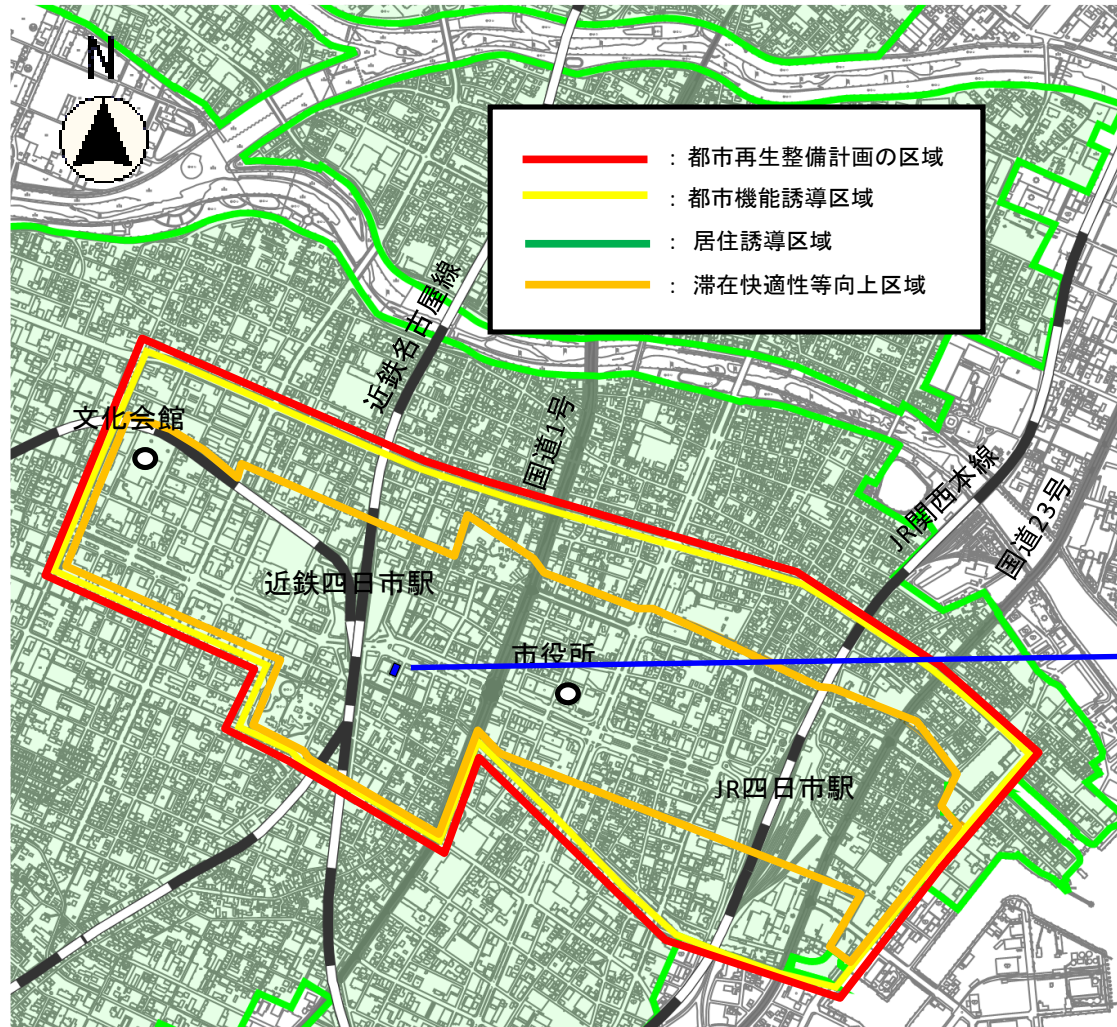 N
: 都市再生整備計画の区域
: 都市機能誘導区域
: 居住誘導区域
: 滞在快適性等向上区域
近鉄名古屋線
国道1号
文化会館
JR関西本線
国道23号
近鉄四日市駅
市役所
JR四日市駅